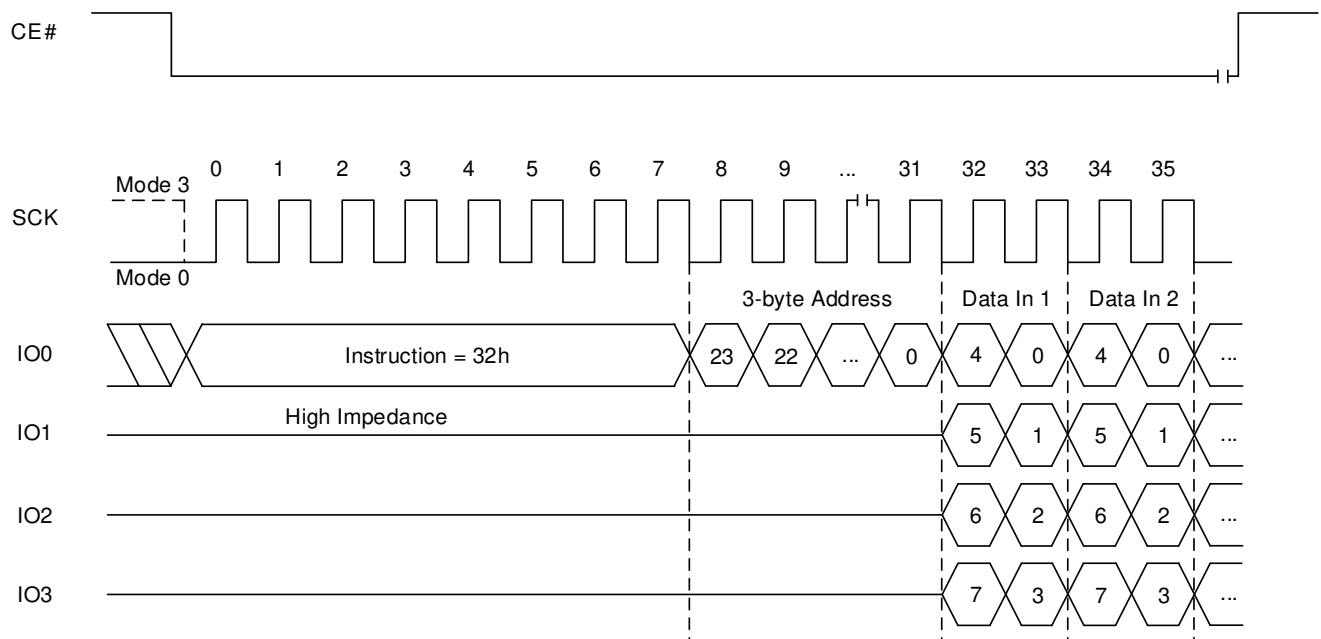 CE#
0 1 2 3 4 5 6 7 8 9 ... 31 32 33 34 35
Mode 3
SCK
Mode 0
3-byte Address Data In 1 Data In 2
IO0 Instruction = 32h 23 22 ... 0 4 0 4 0 ...
High Impedance
IO1 5 1 5 1 ...
IO2 6 2 6 2 ...
IO3 7 3 7 3 ...